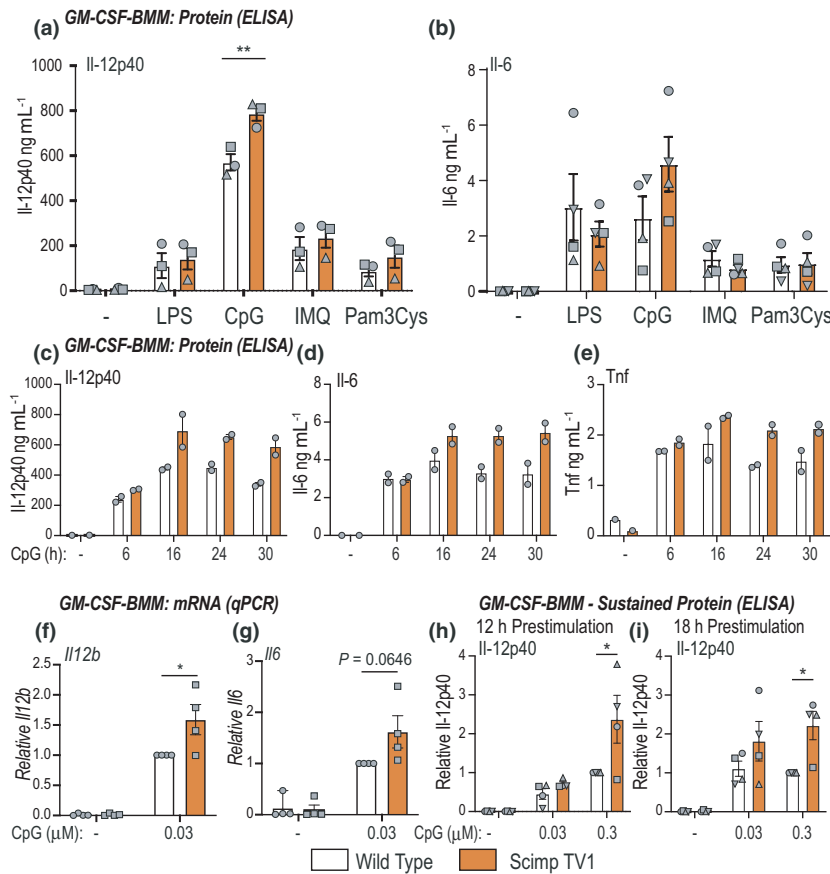 GM-CSF-BMM: Protein (ELISA)
(a)
Il-12p40
**
Il-12p40 ng mL⁻¹
1000
800
600
400
200
0
- LPS CpG IMQ Pam3Cys
(b)
Il-6
Il-6 ng mL⁻¹
8
6
4
2
0
- LPS CpG IMQ Pam3Cys
GM-CSF-BMM: Protein (ELISA)
(c)
Il-12p40
Il-12p40 ng mL⁻¹
1000
800
600
400
200
0
CpG (h): - 6 16 24 30
(d)
Il-6
Il-6 ng mL⁻¹
8
6
4
2
0
- 6 16 24 30
(e)
Tnf
Tnf ng mL⁻¹
3
2
1
0
- 6 16 24 30
GM-CSF-BMM: mRNA (qPCR)
(f)
Il12b
*
Relative Il12b
2.5
2.0
1.5
1.0
0.5
0.0
CpG (μM): - 0.03
(g)
Il6
P = 0.0646
Relative Il6
3
2
1
0
- 0.03
GM-CSF-BMM - Sustained Protein (ELISA)
(h)
12 h Prestimulation
Il-12p40
*
Relative Il-12p40
4
3
2
1
0
CpG (μM): - 0.03 0.3
(i)
18 h Prestimulation
Il-12p40
*
Relative Il-12p40
4
3
2
1
0
- 0.03 0.3
Wild Type Scimp TV1